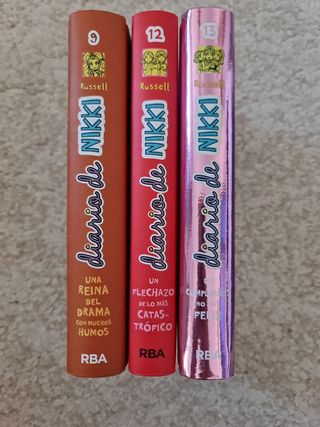 9
Russell
diario de NIKKI
UNA
REINA
DEL
DRAMA
CON MUCHOS
HUMOS
RBA
12
Russell
diario de NIKKI
UN
FLECHAZO
DE LO MÁS
CATAS-
TRÓFICO
RBA
13
Russell
diario de NIKKI
RBA